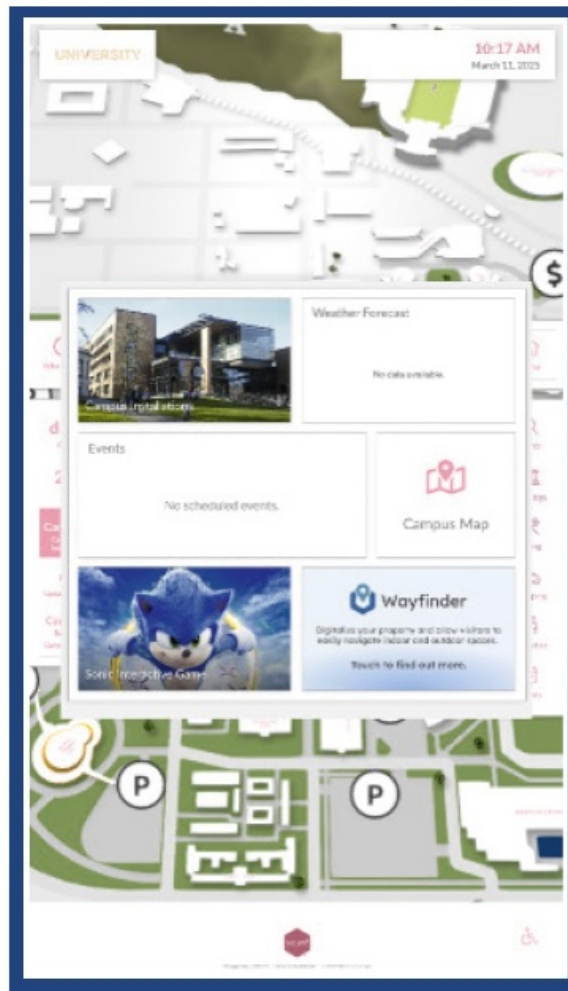 UNIVERSITY
10:17 AM
March 11, 2025
$
Weather Forecast
No data available.
Campus Installations
Events
No scheduled events.
Campus Map
Wayfinder
Digitalize your property and allow visitors to
easily navigate indoor and outdoor spaces.
Touch to find out more.
Sonic Interactive Game
P
P